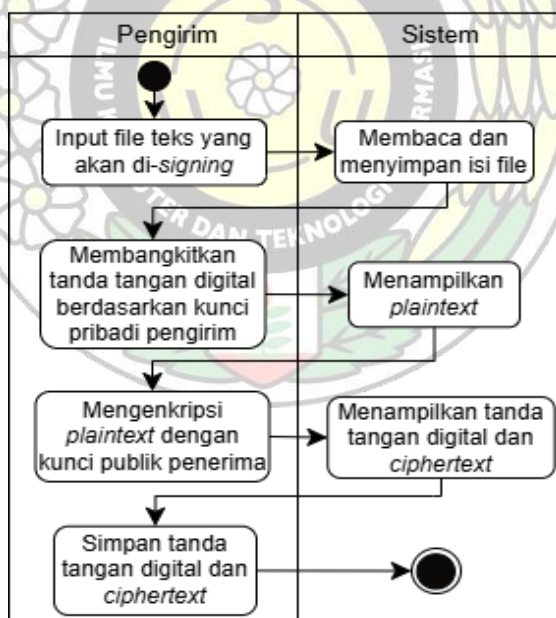 Pengirim
Sistem
Input file teks yang
akan di-signing
Membaca dan
menyimpan isi file
Membangkitkan
tanda tangan digital
berdasarkan kunci
pribadi pengirim
Menampilkan
plaintext
Mengenkripsi
plaintext dengan
kunci publik penerima
Menampilkan tanda
tangan digital dan
ciphertext
Simpan tanda
tangan digital dan
ciphertext
DAN TEKNOLOGI